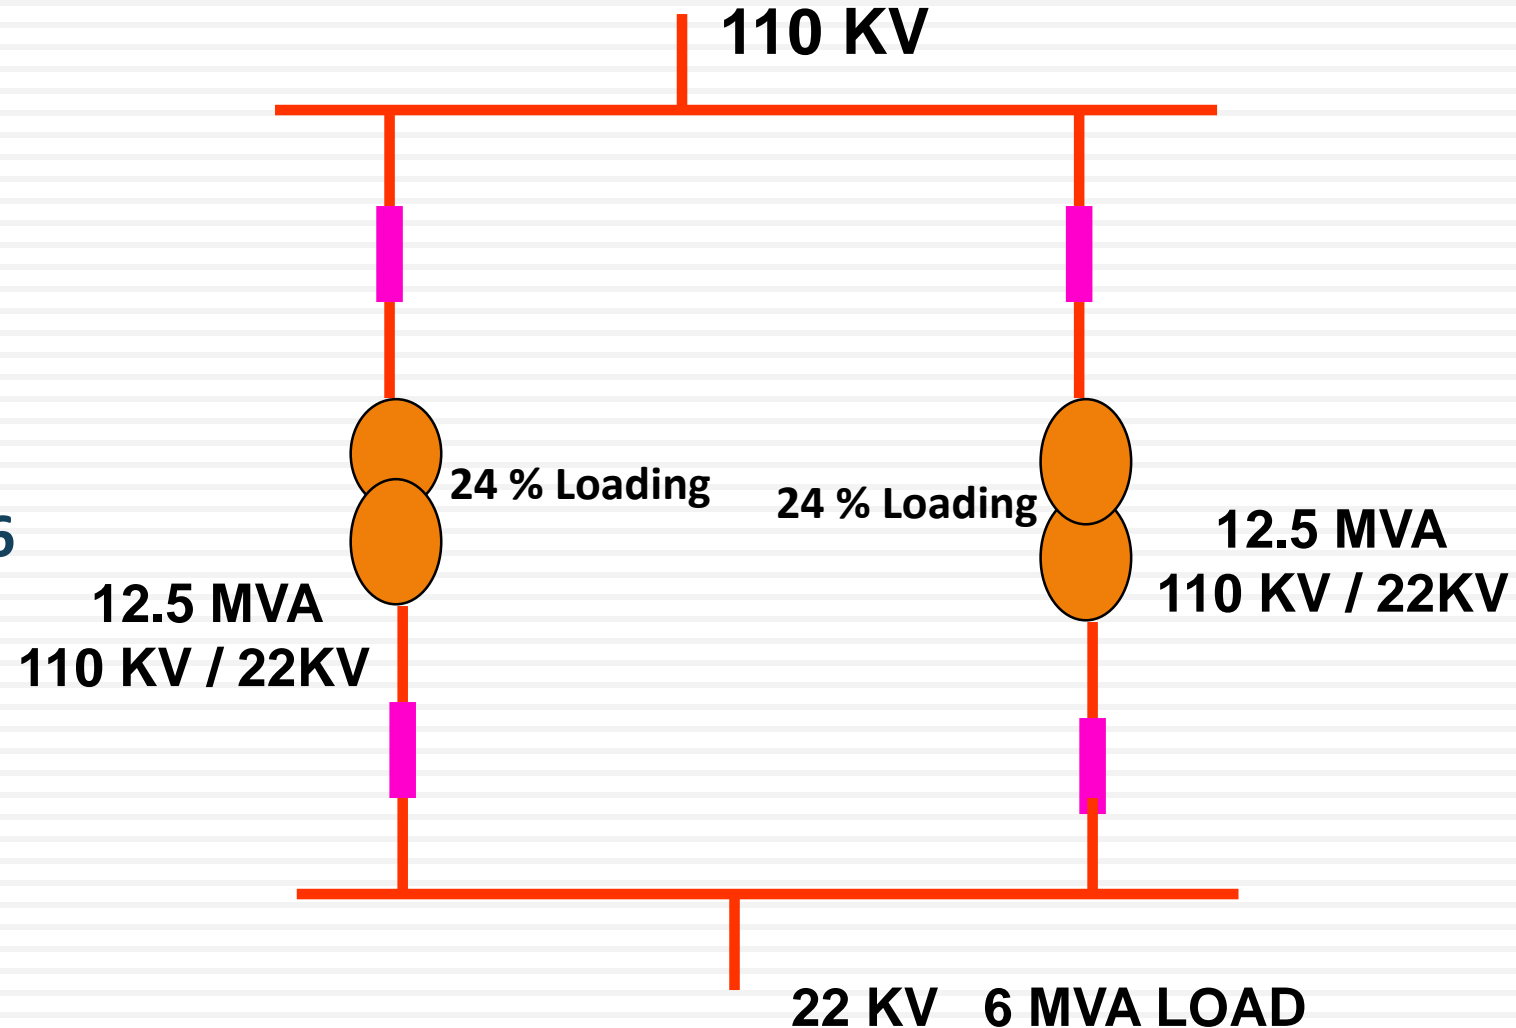 110 KV
24 % Loading
24 % Loading
6
12.5 MVA
110 KV / 22KV
12.5 MVA
110 KV / 22KV
22 KV 6 MVA LOAD